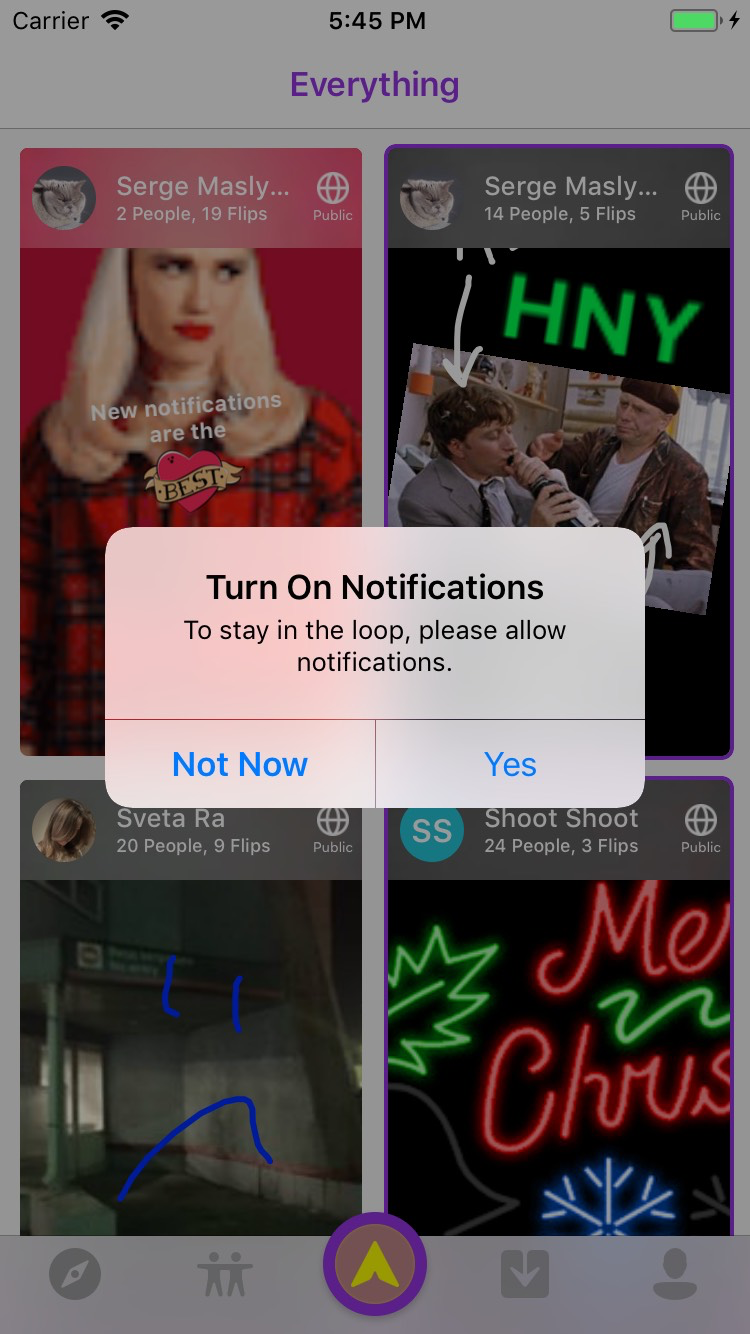 Carrier 5:45 PM
Everything
Serge Masly...
2 People, 19 Flips
Public
Serge Masly...
14 People, 5 Flips
Public
New notifications
are the
BEST
HNY
Turn On Notifications
To stay in the loop, please allow
notifications.
Not Now
Yes
Sveta Ra
20 People, 9 Flips
Public
SS
Shoot Shoot
24 People, 3 Flips
Public
Me
Chris